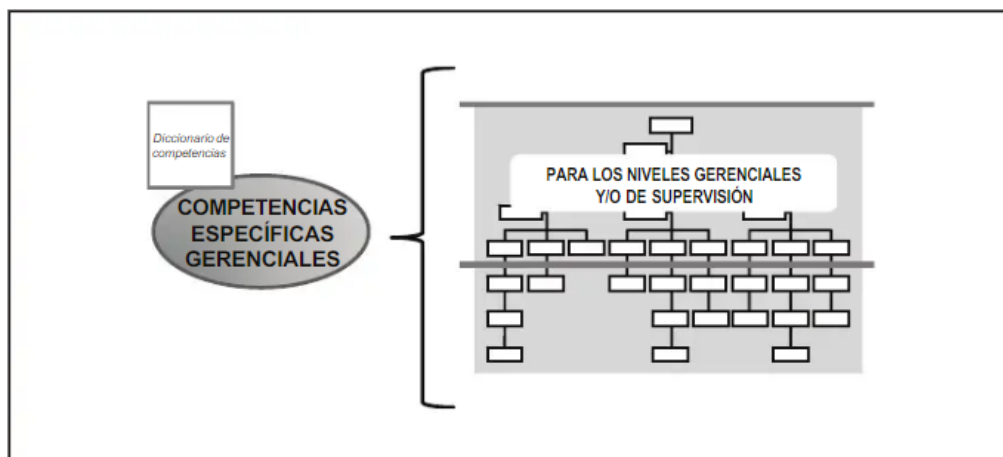 Diccionario de
competencias
COMPETENCIAS
ESPECÍFICAS
GERENCIALES
PARA LOS NIVELES GERENCIALES
Y/O DE SUPERVISIÓN